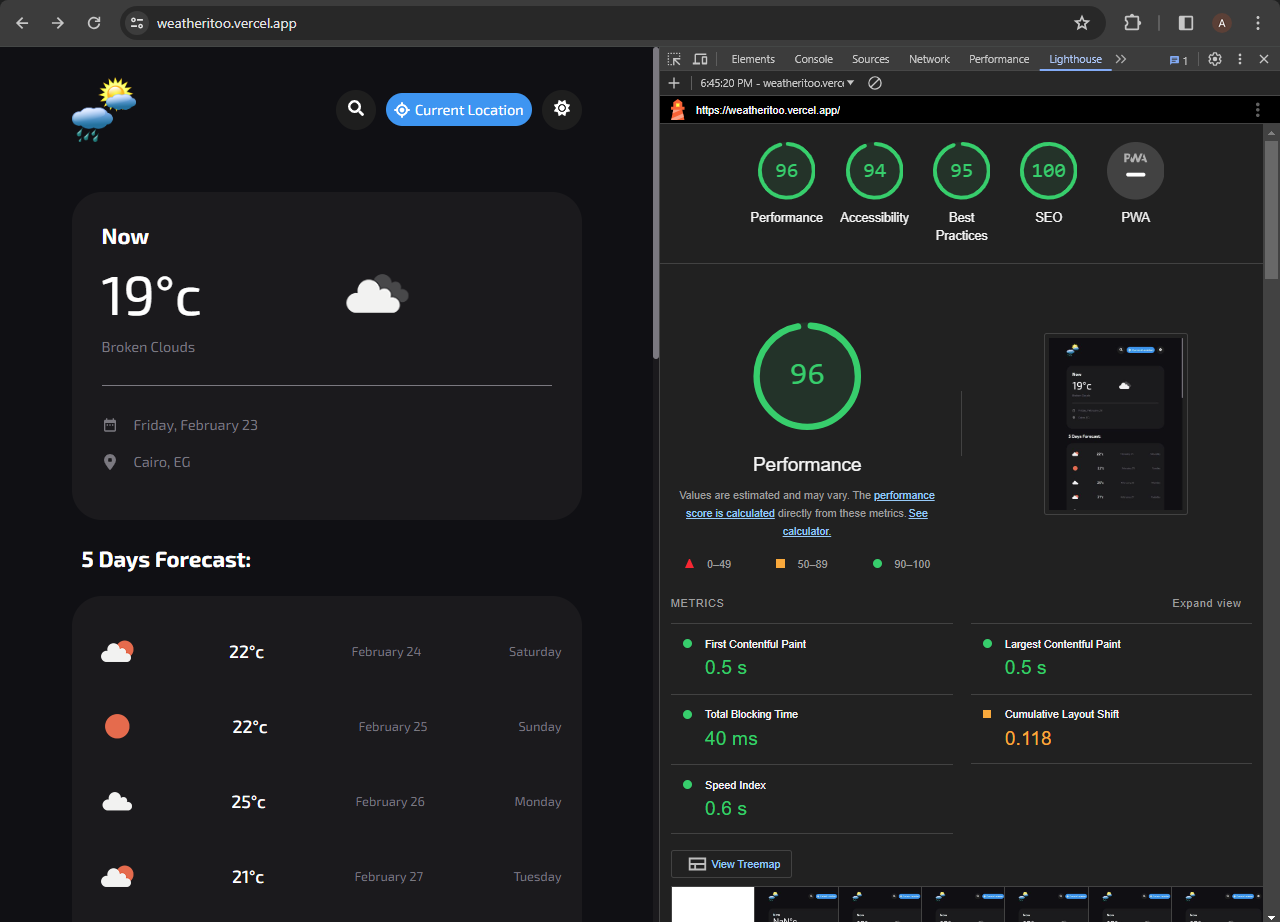 weatheritoo.vercel.app
A
Current Location
Now
19°c
Broken Clouds
Friday, February 23
Cairo, EG
5 Days Forecast:
22°c February 24 Saturday
22°c February 25 Sunday
25°c February 26 Monday
21°c February 27 Tuesday
Elements Console Sources Network Performance Lighthouse 1
6:45:20 PM - weatheritoo.verc
https://weatheritoo.vercel.app/
96 94 95 100 PWA
Performance Accessibility Best Practices SEO PWA
96
Performance
Values are estimated and may vary. The performance
score is calculated directly from these metrics. See
calculator.
0–49 50–89 90–100
METRICS Expand view
First Contentful Paint
0.5 s
Largest Contentful Paint
0.5 s
Total Blocking Time
40 ms
Cumulative Layout Shift
0.118
Speed Index
0.6 s
View Treemap